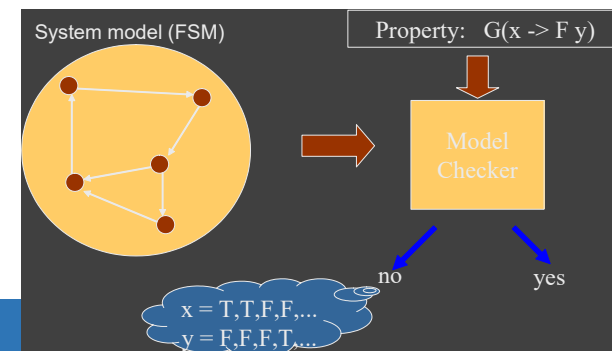 System model (FSM)
Property: G(x -> F y)
Model
Checker
no
yes
x = T,T,F,F,...
y = F,F,F,T,...